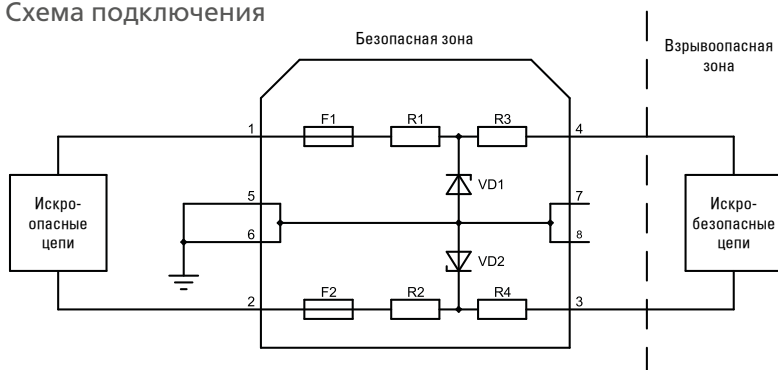 Схема подключения
Безопасная зона
Взрывоопасная
зона
1
F1
R1
R3
4
VD1
Искро-
опасные
цепи
5
7
Искро-
безопасные
цепи
6
8
VD2
2
F2
R2
R4
3